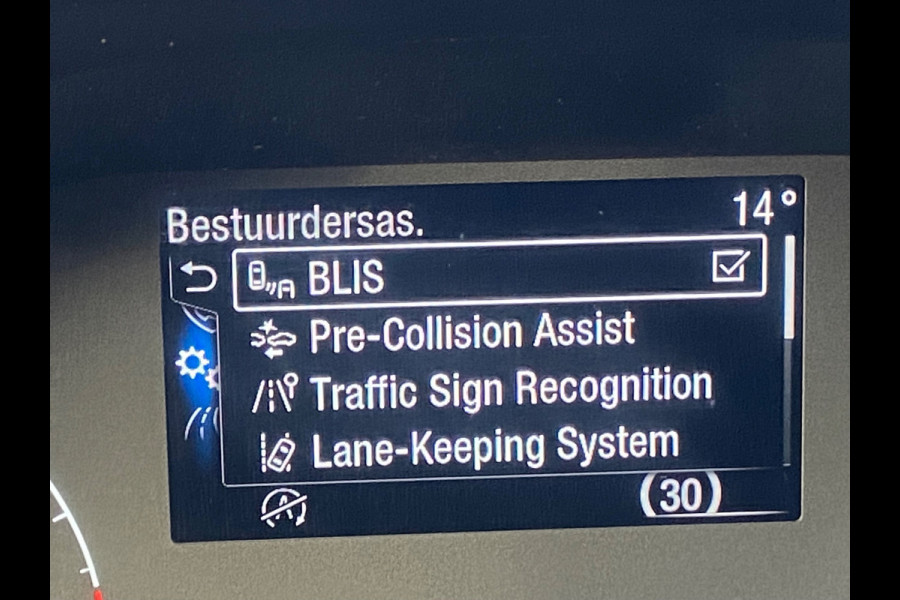 Bestuurdersas. 14°
BLIS
Pre-Collision Assist
Traffic Sign Recognition
Lane-Keeping System
(30)